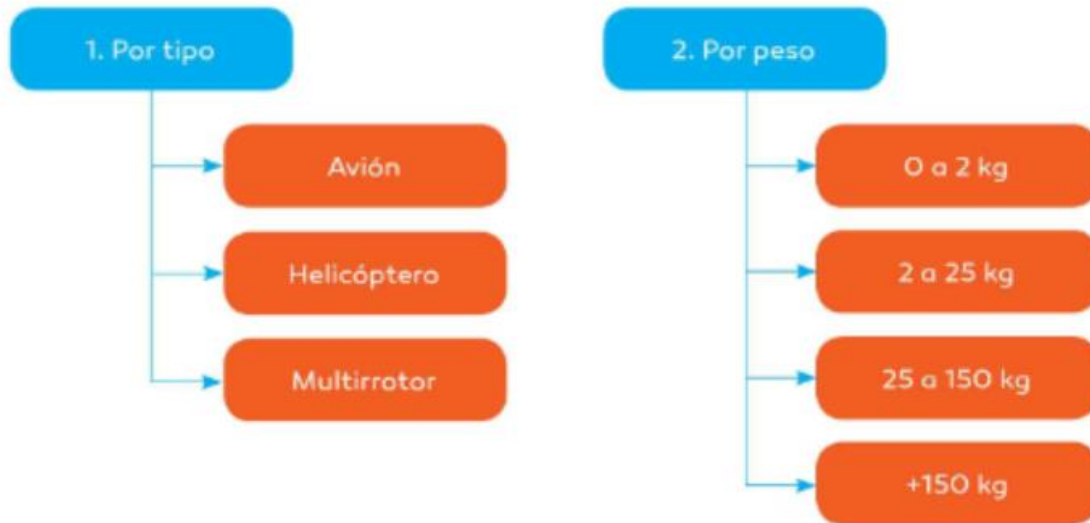 1. Por tipo
Avión
Helicóptero
Multirrotor
2. Por peso
0 a 2 kg
2 a 25 kg
25 a 150 kg
+150 kg